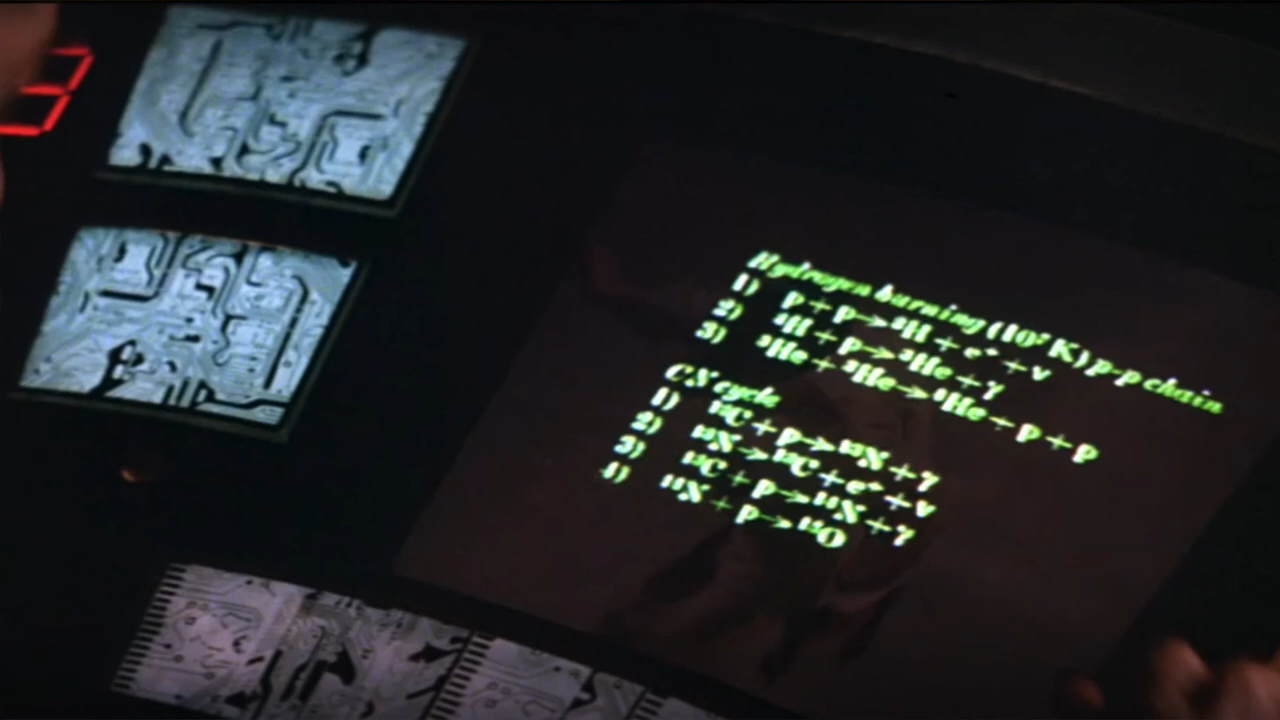 Hydrogen burning (10⁷ K) p-p chain
1) p + p → ²H + e⁺ + ν
2) ²H + p → ³He + γ
3) ³He + ³He → ⁴He + p + p
CN cycle
1) ¹²C + p → ¹³N + γ
2) ¹³N → ¹³C + e⁺ + ν
3) ¹³C + p → ¹⁴N + γ
4) ¹⁴N + p → ¹⁵O